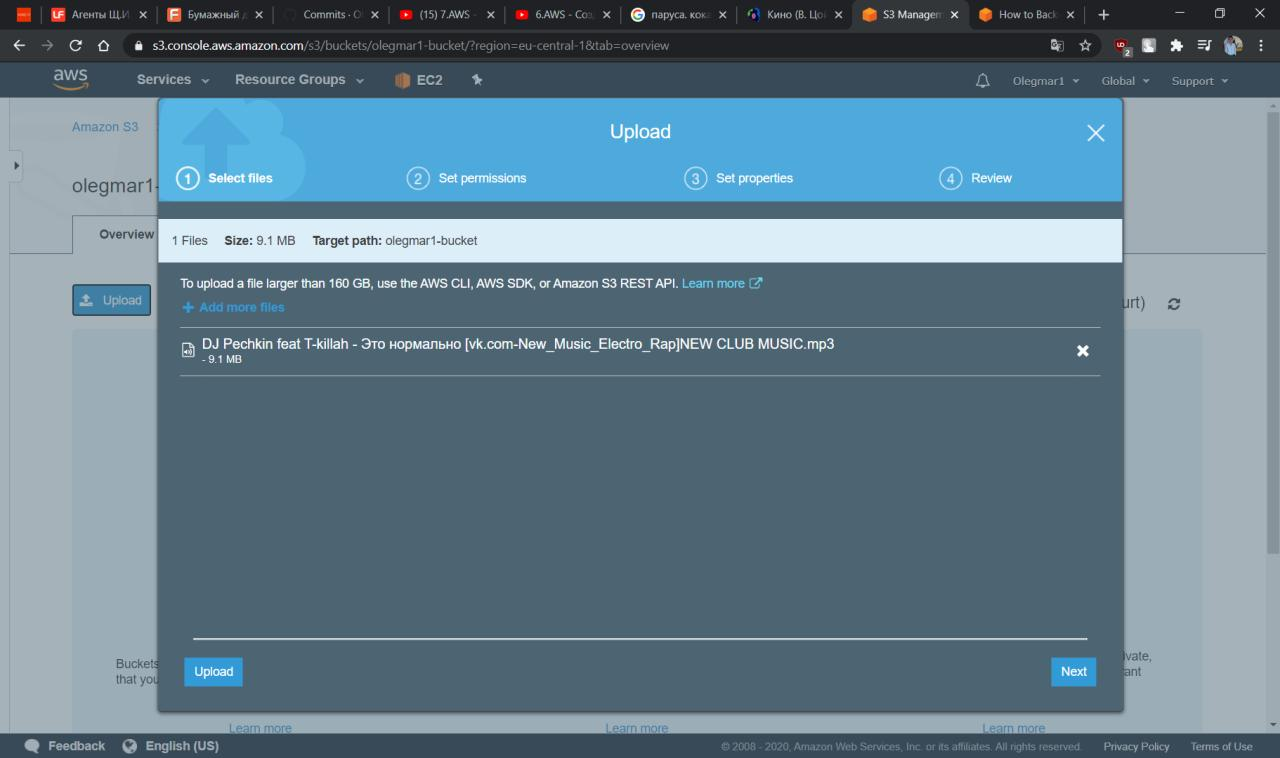 Агенты Щ.И
Бумажный д
Commits · O
(15) 7.AWS -
6.AWS - Соз
паруса. кока
Кино (В. Цой
S3 Managem
How to Back
s3.console.aws.amazon.com/s3/buckets/olegmar1-bucket/?region=eu-central-1&tab=overview
2
aws
Services
Resource Groups
EC2
Olegmar1
Global
Support
Amazon S3
olegmar1-
Overview
Upload
Upload
1 Select files
2 Set permissions
3 Set properties
4 Review
1 Files Size: 9.1 MB Target path: olegmar1-bucket
To upload a file larger than 160 GB, use the AWS CLI, AWS SDK, or Amazon S3 REST API. Learn more
Add more files
urt)
DJ Pechkin feat T-killah - Это нормально [vk.com-New_Music_Electro_Rap]NEW CLUB MUSIC.mp3
- 9.1 MB
Buckets
that you
ivate,
ant
Upload
Next
Learn more
Learn more
Learn more
Feedback
English (US)
© 2008 - 2020, Amazon Web Services, Inc. or its affiliates. All rights reserved.
Privacy Policy
Terms of Use